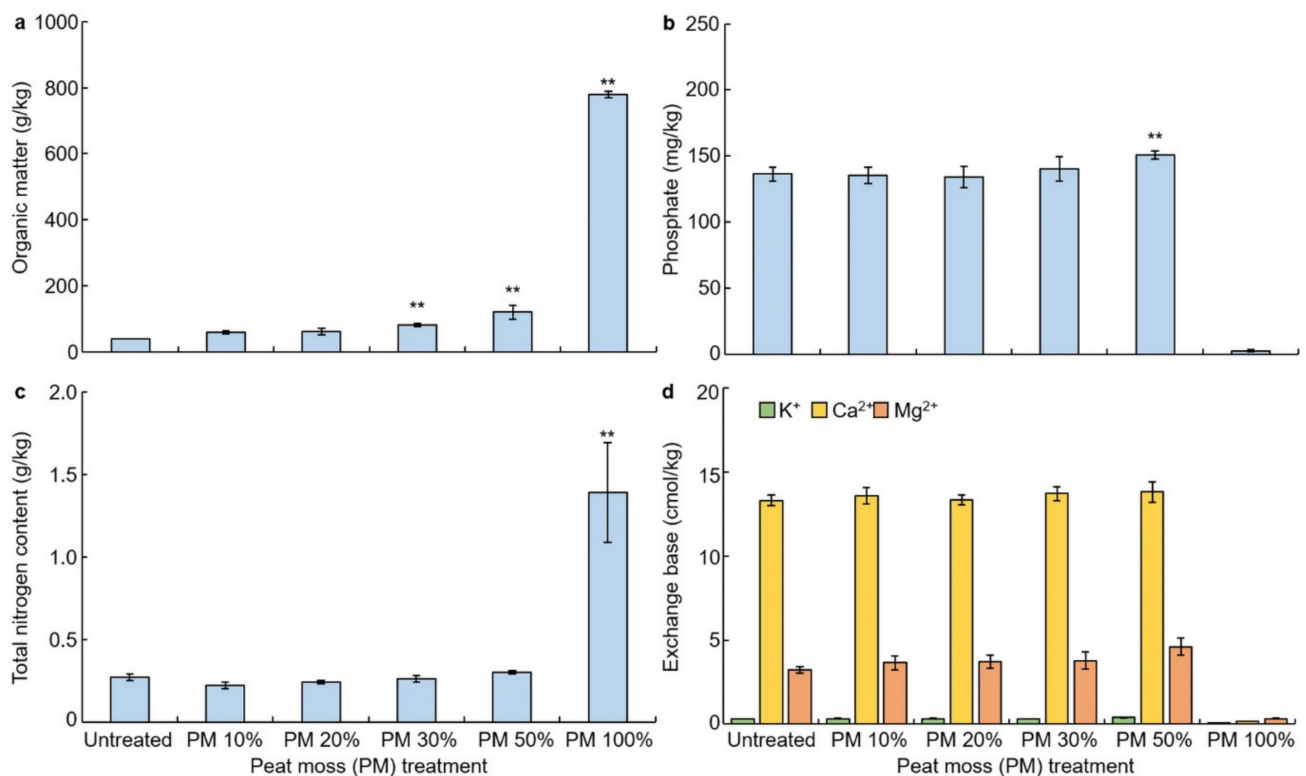 a
Organic matter (g/kg)
1000
800
600
400
200
0
**
**
**
b
Phosphate (mg/kg)
250
200
150
100
50
0
**
c
Total nitrogen content (g/kg)
2.0
1.5
1.0
0.5
0
**
Untreated PM 10% PM 20% PM 30% PM 50% PM 100%
Peat moss (PM) treatment
d
Exchange base (cmol/kg)
20
15
10
5
0
K⁺ Ca²⁺ Mg²⁺
Untreated PM 10% PM 20% PM 30% PM 50% PM 100%
Peat moss (PM) treatment